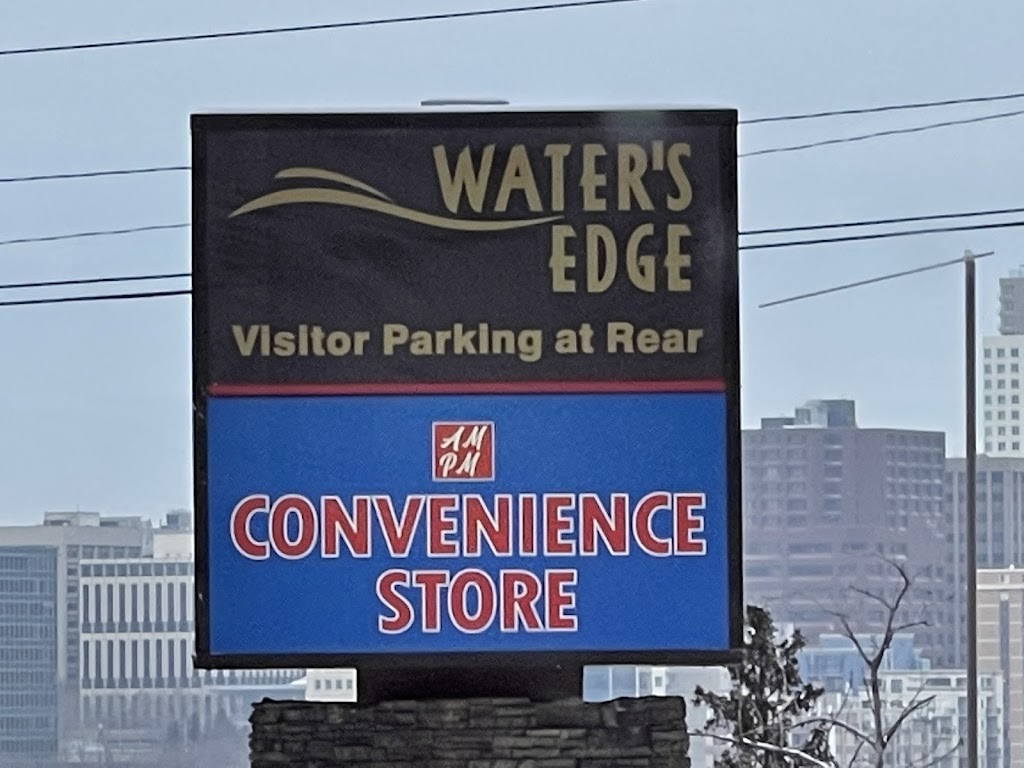 WATER'S
EDGE
Visitor Parking at Rear
AM
PM
CONVENIENCE
STORE